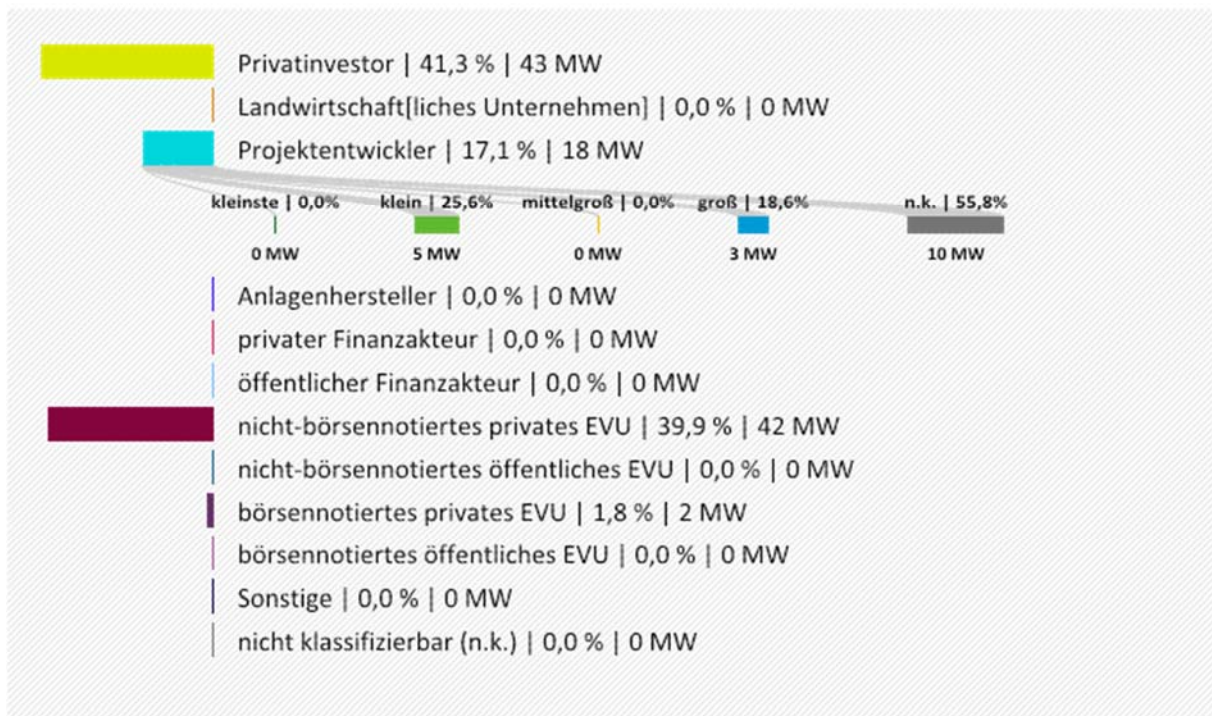 Privatinvestor | 41,3 % | 43 MW
Landwirtschaft[liches Unternehmen] | 0,0 % | 0 MW
Projektentwickler | 17,1 % | 18 MW
kleinste | 0,0% klein | 25,6% mittelgroß | 0,0% groß | 18,6% n.k. | 55,8%
0 MW 5 MW 0 MW 3 MW 10 MW
Anlagenhersteller | 0,0 % | 0 MW
privater Finanzakteur | 0,0 % | 0 MW
öffentlicher Finanzakteur | 0,0 % | 0 MW
nicht-börsennotiertes privates EVU | 39,9 % | 42 MW
nicht-börsennotiertes öffentliches EVU | 0,0 % | 0 MW
börsennotiertes privates EVU | 1,8 % | 2 MW
börsennotiertes öffentliches EVU | 0,0 % | 0 MW
Sonstige | 0,0 % | 0 MW
nicht klassifizierbar (n.k.) | 0,0 % | 0 MW